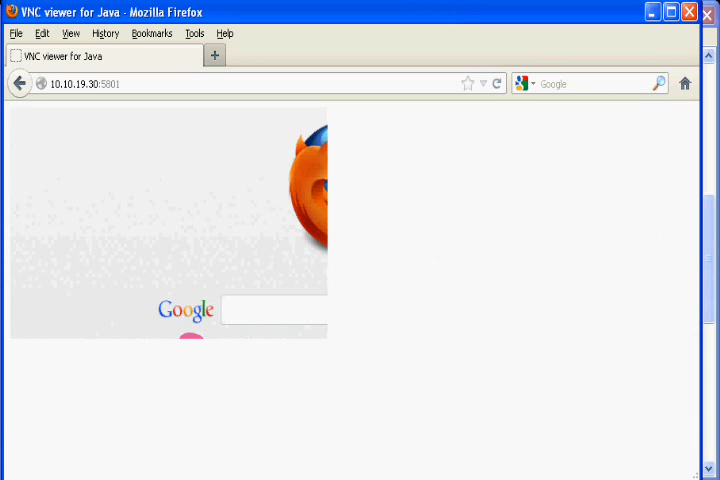 VNC viewer for Java - Mozilla Firefox
File Edit View History Bookmarks Tools Help
VNC viewer for Java
10.10.19.30:5801
Google
Google